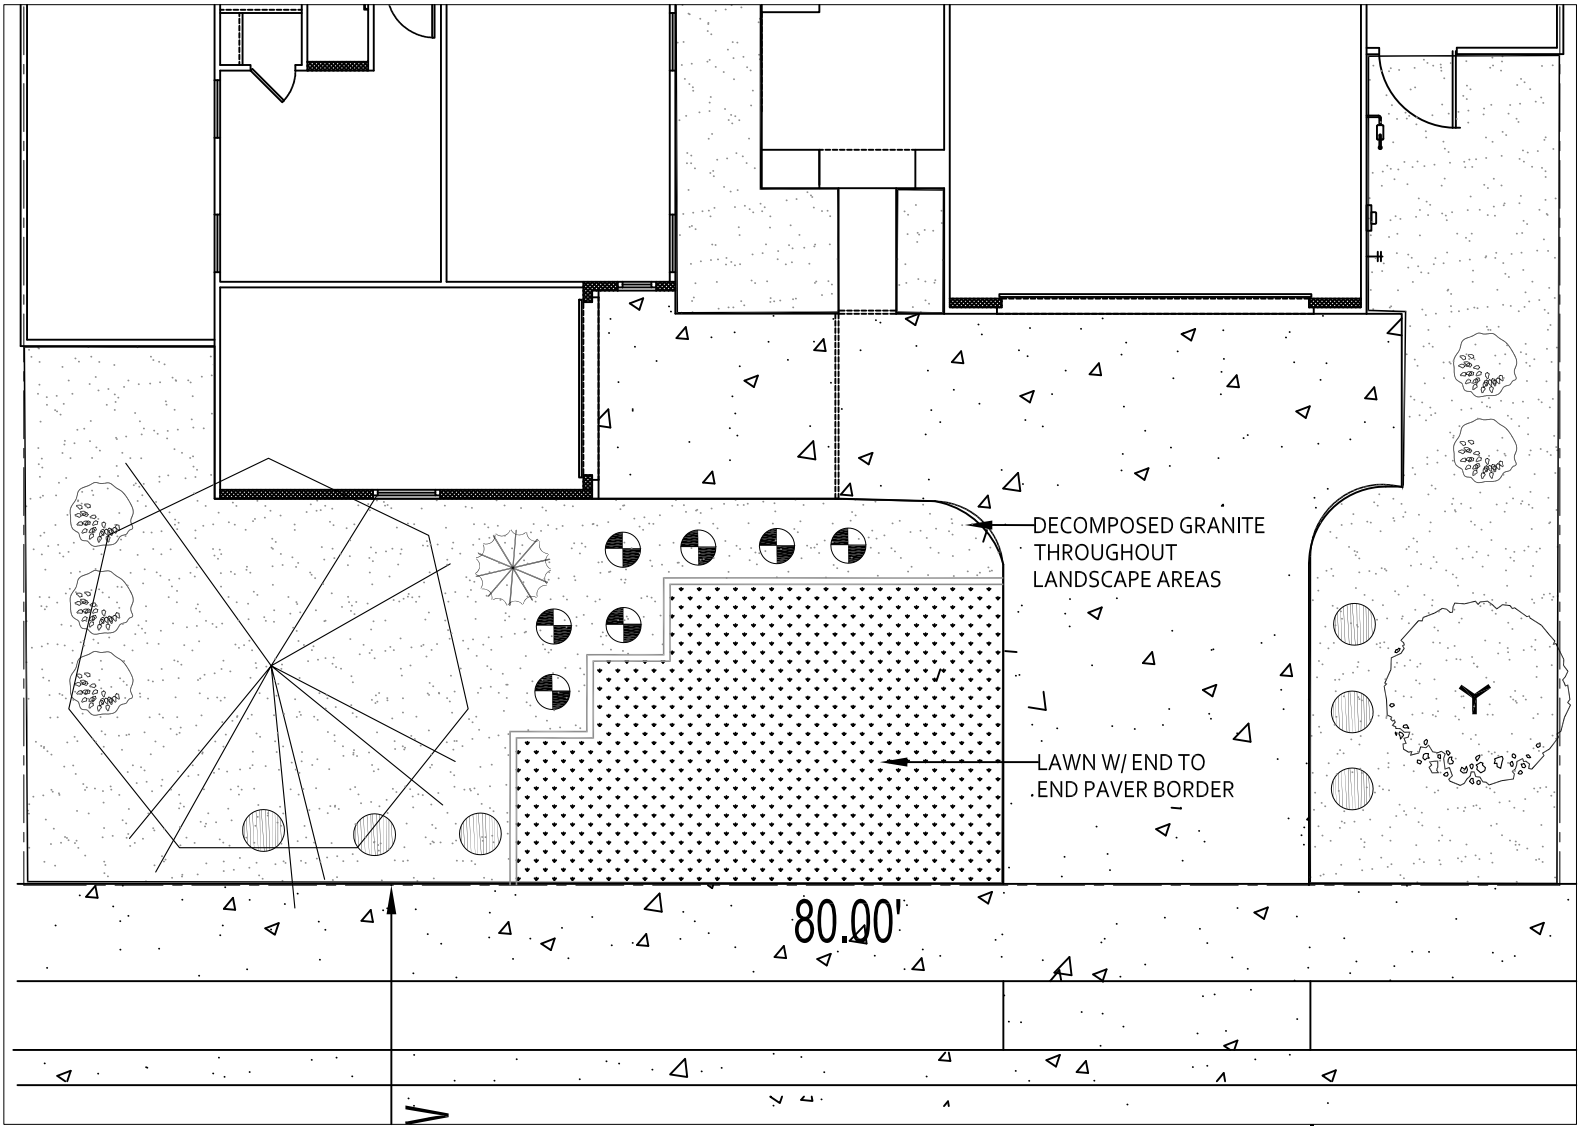 DECOMPOSED GRANITE
THROUGHOUT
LANDSCAPE AREAS
LAWN W/ END TO
END PAVER BORDER
80.00'